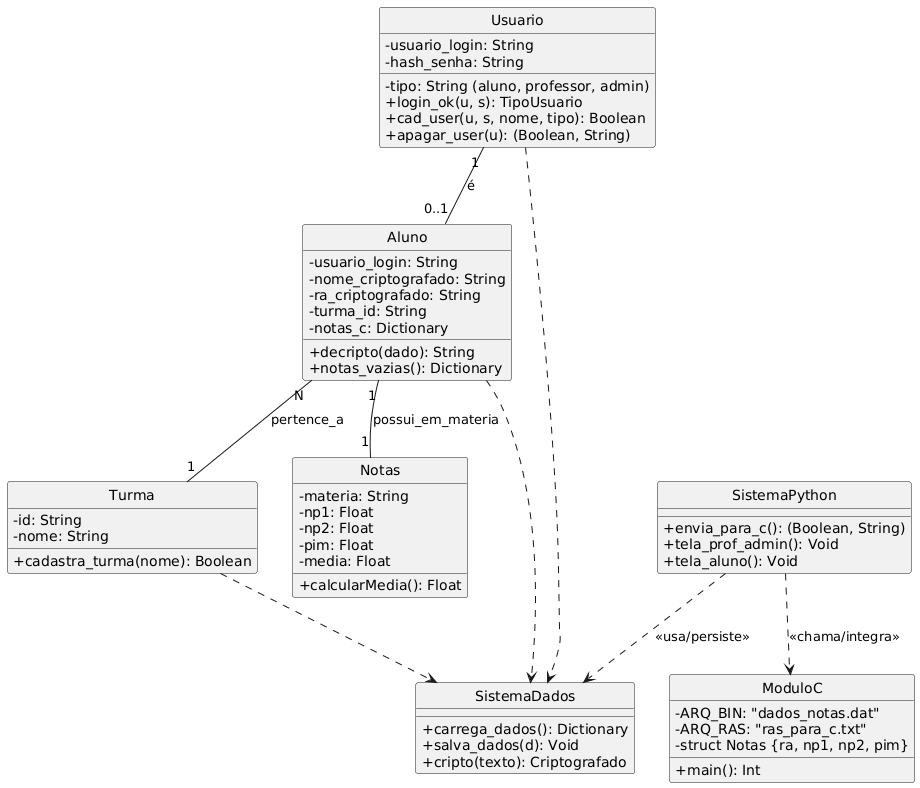 Usuario
-usuario_login: String
-hash_senha: String
-tipo: String (aluno, professor, admin)
+login_ok(u, s): TipoUsuario
+cad_user(u, s, nome, tipo): Boolean
+apagar_user(u): (Boolean, String)
1
é
0..1
Aluno
-usuario_login: String
-nome_criptografado: String
-ra_criptografado: String
-turma_id: String
-notas_c: Dictionary
+decripto(dado): String
+notas_vazias(): Dictionary
N
pertence_a
1
1
possui_em_materia
1
Turma
-id: String
-nome: String
+cadastra_turma(nome): Boolean
Notas
-materia: String
-np1: Float
-np2: Float
-pim: Float
-media: Float
+calcularMedia(): Float
SistemaPython
+envia_para_c(): (Boolean, String)
+tela_prof_admin(): Void
+tela_aluno(): Void
«usa/persiste»
«chama/integra»
SistemaDados
+carrega_dados(): Dictionary
+salva_dados(d): Void
+cripto(texto): Criptografado
ModuloC
-ARQ_BIN: "dados_notas.dat"
-ARQ_RAS: "ras_para_c.txt"
-struct Notas {ra, np1, np2, pim}
+main(): Int